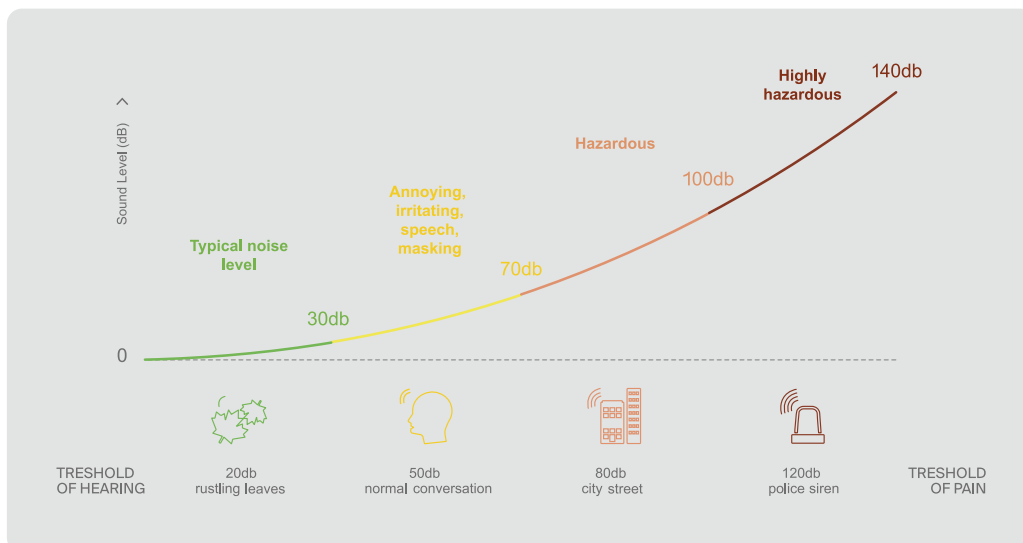 Highly
hazardous
140db
Sound Level (dB)
Hazardous
100db
Annoying,
irritating,
speech,
masking
70db
Typical noise
level
30db
0
TRESHOLD
OF HEARING
20db
rustling leaves
50db
normal conversation
80db
city street
120db
police siren
TRESHOLD
OF PAIN